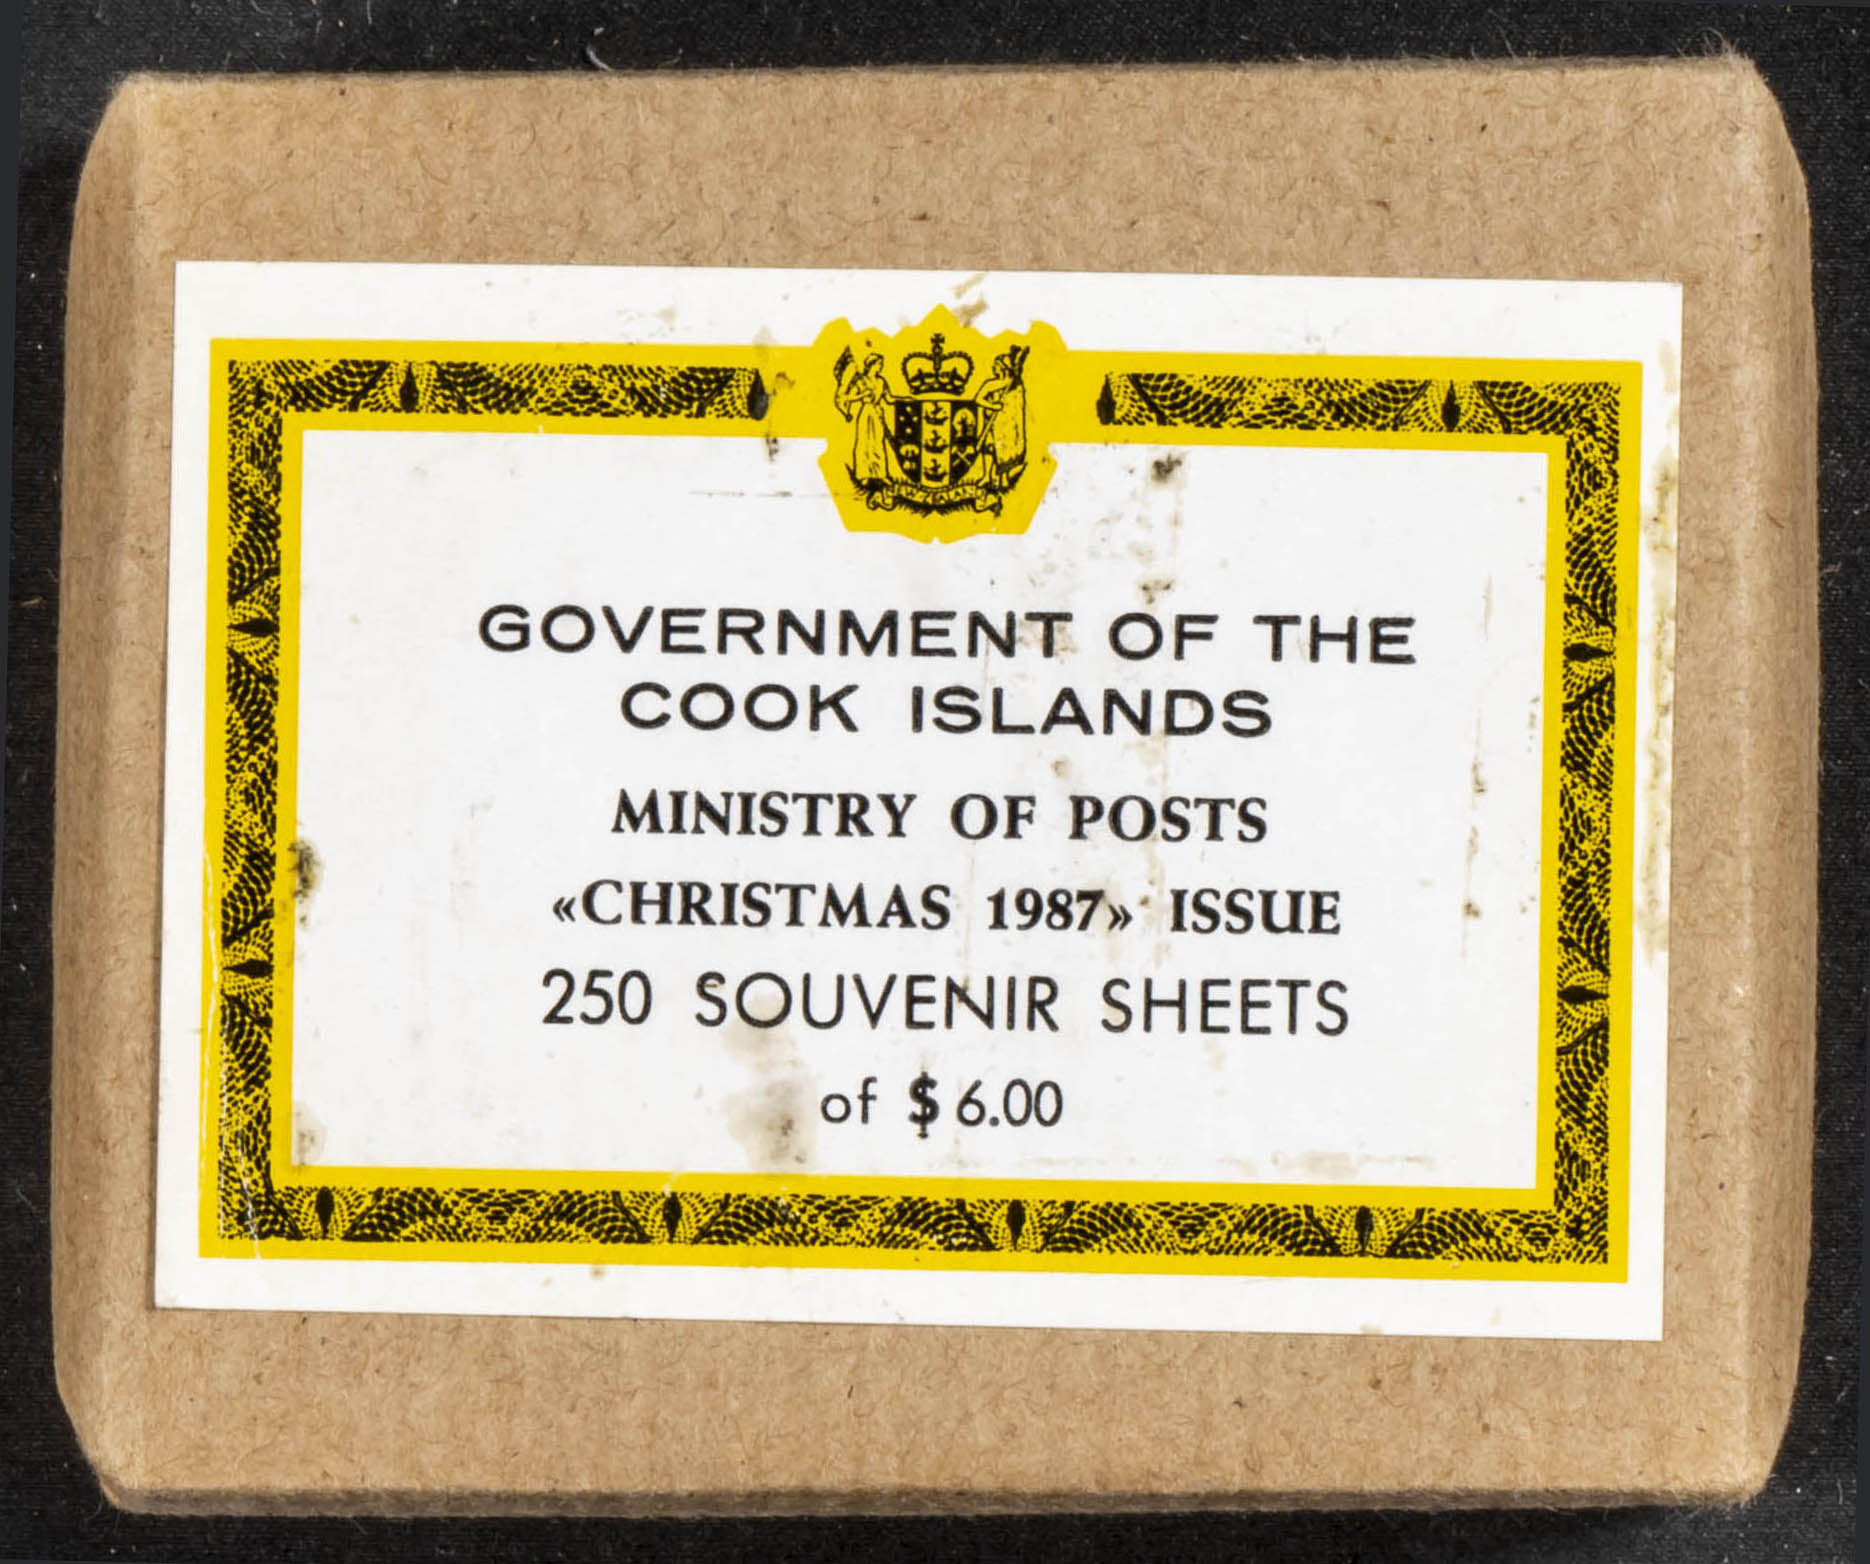 GOVERNMENT OF THE
COOK ISLANDS
MINISTRY OF POSTS
«CHRISTMAS 1987» ISSUE
250 SOUVENIR SHEETS
of $ 6.00